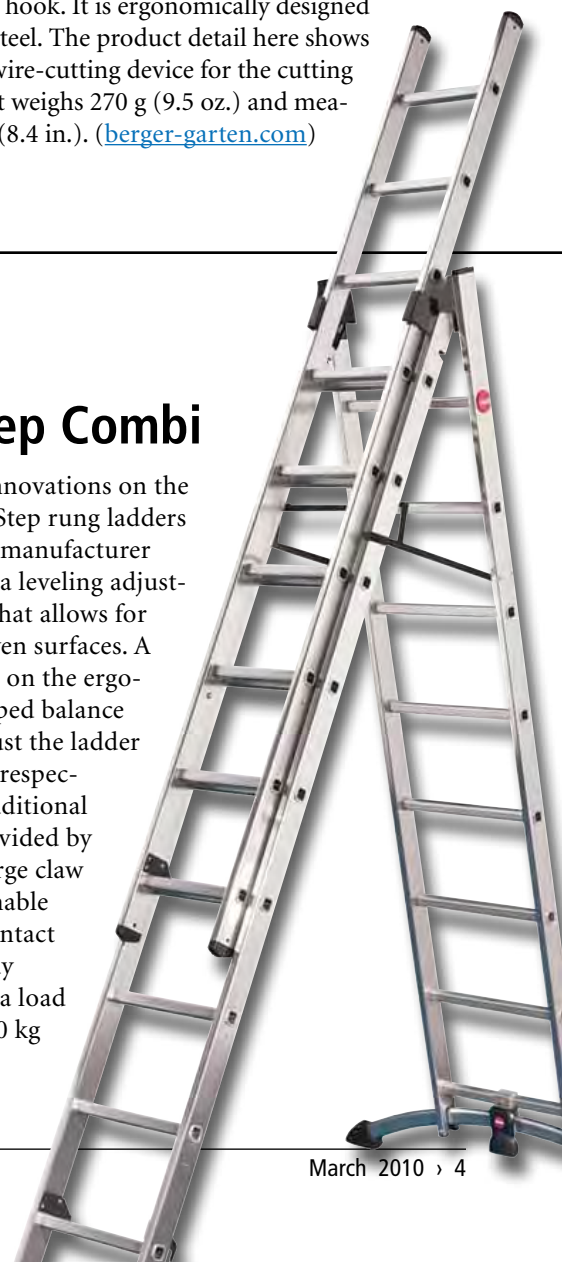 hook. It is ergonomically designed
teel. The product detail here shows
wire-cutting device for the cutting
t weighs 270 g (9.5 oz.) and mea-
(8.4 in.). (berger-garten.com)
ep Combi
nnovations on the
Step rung ladders
manufacturer
a leveling adjust-
hat allows for
ven surfaces. A
on the ergo-
ped balance
ust the ladder
respec-
ditional
vided by
rge claw
nable
ntact
y
a load
0 kg
March 2010 › 4